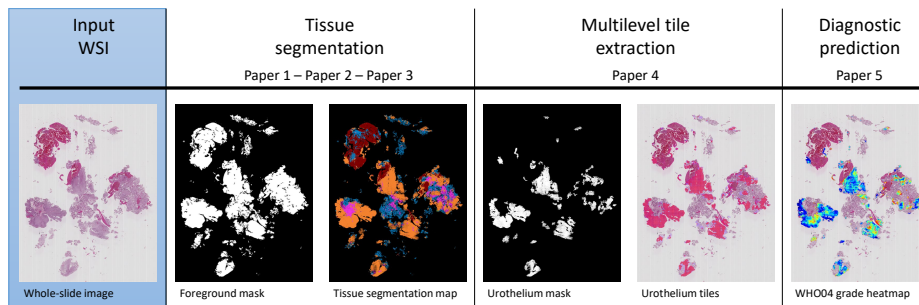 Input
WSI
Tissue
segmentation
Paper 1 – Paper 2 – Paper 3
Multilevel tile
extraction
Paper 4
Diagnostic
prediction
Paper 5
Whole-slide image
Foreground mask
Tissue segmentation map
Urothelium mask
Urothelium tiles
WHO04 grade heatmap